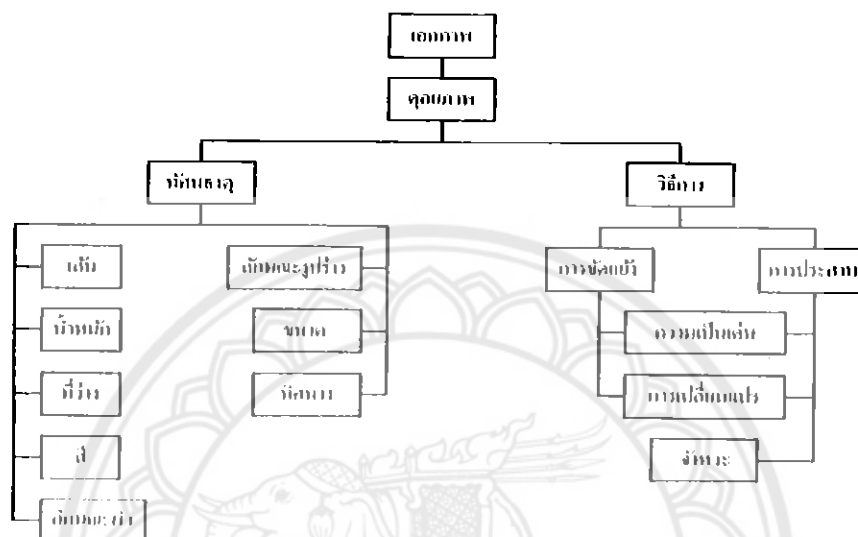 เอกภาพ
ดุลยภาพ
ทัศนธาตุ
วิธีการ
เส้น
ลักษณะรูปร่าง
การขัดแย้ง
การประสาน
น้ำหนัก
ขนาด
ความเป็นเด่น
ที่ว่าง
ทิศทาง
การเปลี่ยนแปร
สี
จังหวะ
ลักษณะผิว